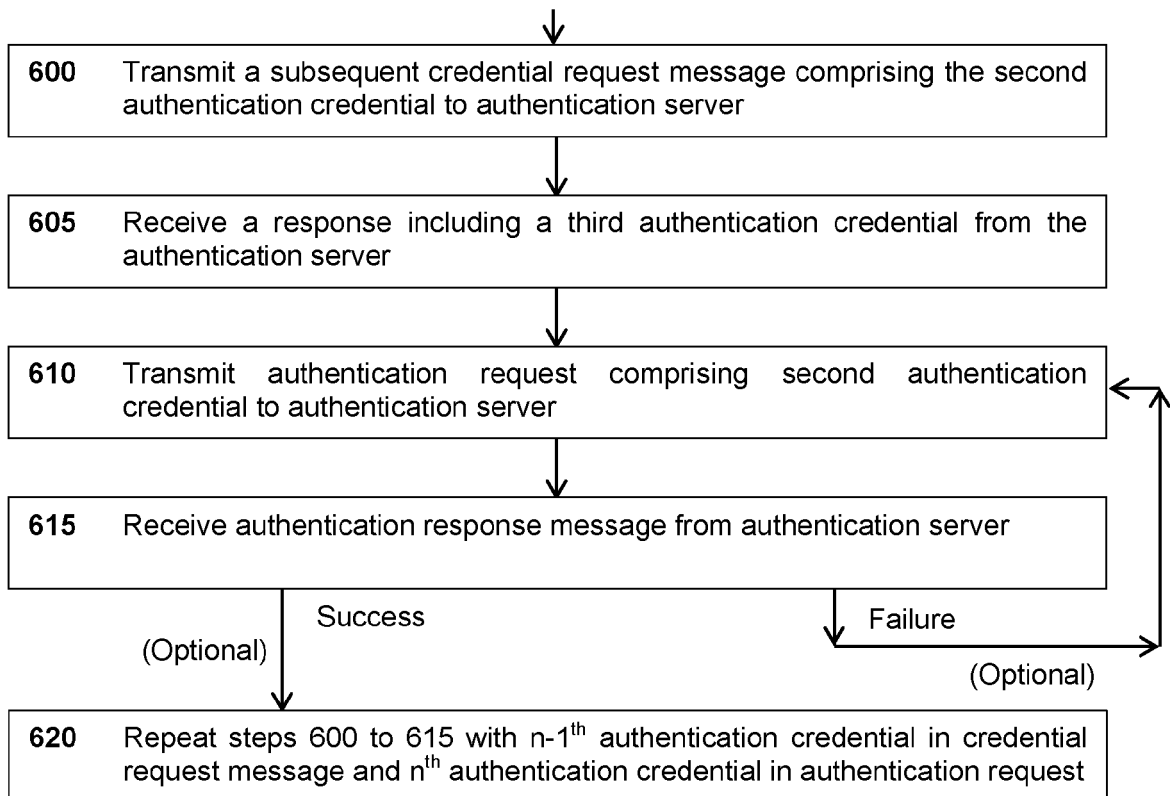 600 Transmit a subsequent credential request message comprising the second
authentication credential to authentication server
605 Receive a response including a third authentication credential from the
authentication server
610 Transmit authentication request comprising second authentication
credential to authentication server
615 Receive authentication response message from authentication server
Success
Failure
(Optional)
(Optional)
620 Repeat steps 600 to 615 with n-1th authentication credential in credential
request message and nth authentication credential in authentication request